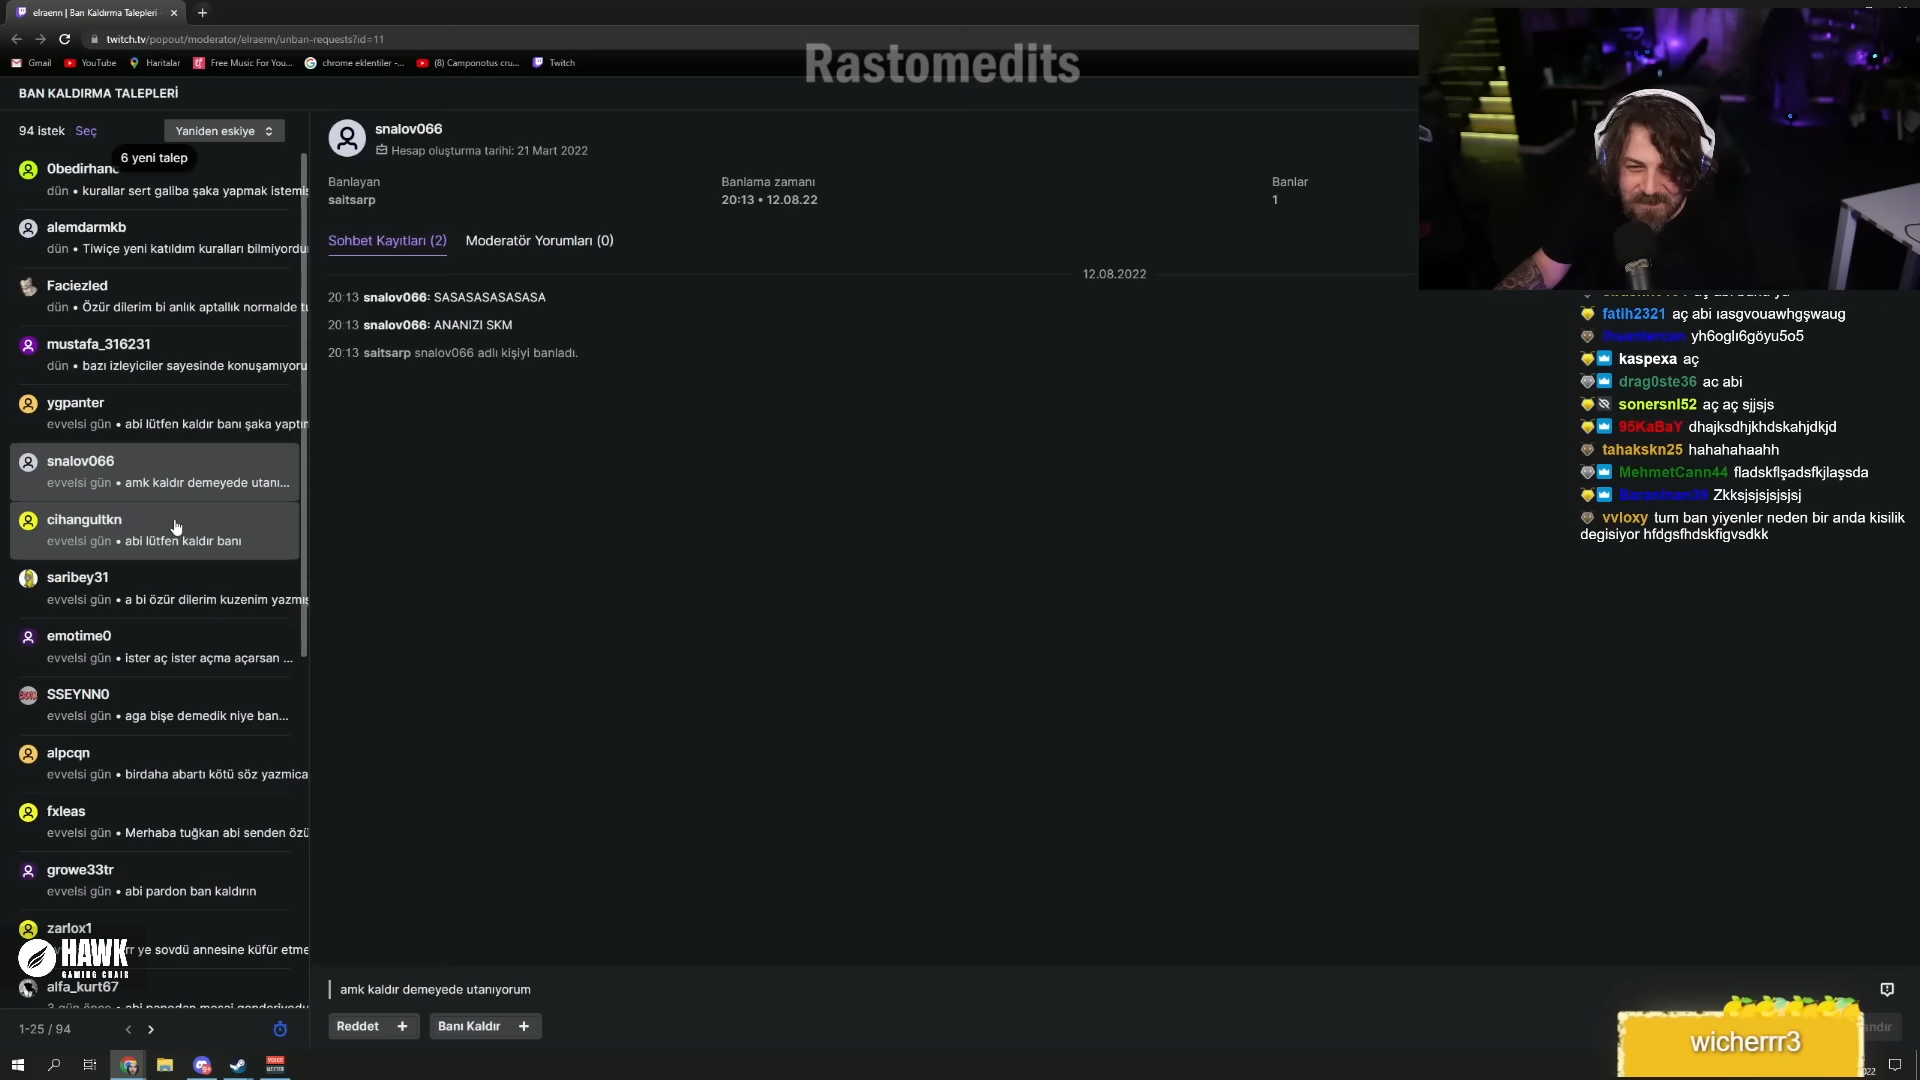 elraenn | Ban Kaldırma Talepleri
twitch.tv/popout/moderator/elraenn/unban-requests?id=11
Gmail
YouTube
Haritalar
Free Music For You...
chrome eklentiler -...
(8) Camponotus cru...
Twitch
Rastomedits
BAN KALDIRMA TALEPLERİ
94 istek Seç
Yaniden eskiye
6 yeni talep
dün • kurallar sert galiba şaka yapmak istemiş
alemdarmkb
dün • Tiwiçe yeni katıldım kuralları bilmiyordu
Faciezled
dün • Özür dilerim bi anlık aptallık normalde
mustafa_316231
dün • bazı izleyiciler sayesinde konuşamıyoru
ygpanter
evvelsi gün • abi lütfen kaldır banı şaka yaptım
snalov066
evvelsi gün • amk kaldır demeyede utanı...
cihangultkn
evvelsi gün • abi lütfen kaldır banı
saribey31
evvelsi gün • a bi özür dilerim kuzenim yazmış
emotime0
evvelsi gün • ister aç ister açma açarsan ...
SSEYNN0
evvelsi gün • aga bişe demedik niye ban...
alpcqn
evvelsi gün • birdaha abartı kötü söz yazmica
fxleas
evvelsi gün • Merhaba tuğkan abi senden özü
growe33tr
evvelsi gün • abi pardon ban kaldırın
zarlox1
rr ye sovdü annesine küfür etme
HAWK
GAMING CHAIR
alfa_kurt67
1-25 / 94
snalov066
Hesap oluşturma tarihi: 21 Mart 2022
Banlayan
saitsarp
Banlama zamanı
20:13 • 12.08.22
Banlar
1
Sohbet Kayıtları (2)
Moderatör Yorumları (0)
12.08.2022
20:13 snalov066: SASASASASASASA
20:13 snalov066: ANANIZI SKM
20:13 saitsarp snalov066 adlı kişiyi banladı.
amk kaldır demeyede utanıyorum
Reddet +
Banı Kaldır +
fatih2321 aç abi ıasgvouawhgşwaug
yh6oglı6göyu5o5
kaspexa aç
drag0ste36 ac abi
sonersnl52 aç aç sjjsjs
95KaBaY dhajksdhjkhdskahjdkjd
tahakskn25 hahahahaahh
MehmetCann44 fladskflşadsfkjlaşsda
Zkksjsjsjsjsjsj
vvloxy tum ban yiyenler neden bir anda kisilik
degisiyor hfdgsfhdskfigvsdkk
wicherrr3